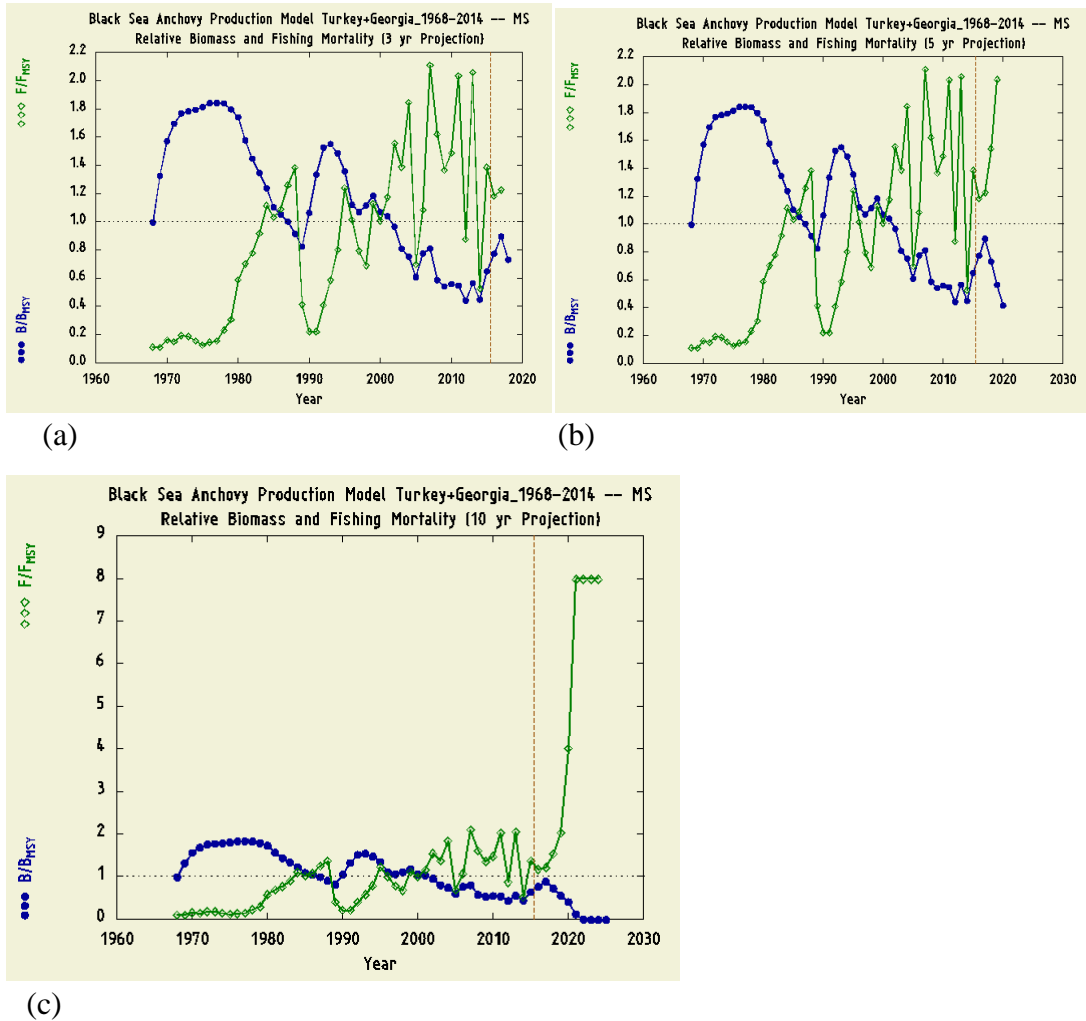 Black Sea Anchovy Production Model Turkey+Georgia_1968-2014 -- MS
Relative Biomass and Fishing Mortality (3 yr Projection)
F/FMSY
B/BMSY
2.2
2.0
1.8
1.6
1.4
1.2
1.0
0.8
0.6
0.4
0.2
0.0
1960 1970 1980 1990 2000 2010 2020
Year
(a)
Black Sea Anchovy Production Model Turkey+Georgia_1968-2014 -- MS
Relative Biomass and Fishing Mortality (5 yr Projection)
F/FMSY
B/BMSY
2.2
2.0
1.8
1.6
1.4
1.2
1.0
0.8
0.6
0.4
0.2
0.0
1960 1970 1980 1990 2000 2010 2020 2030
Year
(b)
Black Sea Anchovy Production Model Turkey+Georgia_1968-2014 -- MS
Relative Biomass and Fishing Mortality (10 yr Projection)
F/FMSY
B/BMSY
9
8
7
6
5
4
3
2
1
0
1960 1970 1980 1990 2000 2010 2020 2030
Year
(c)